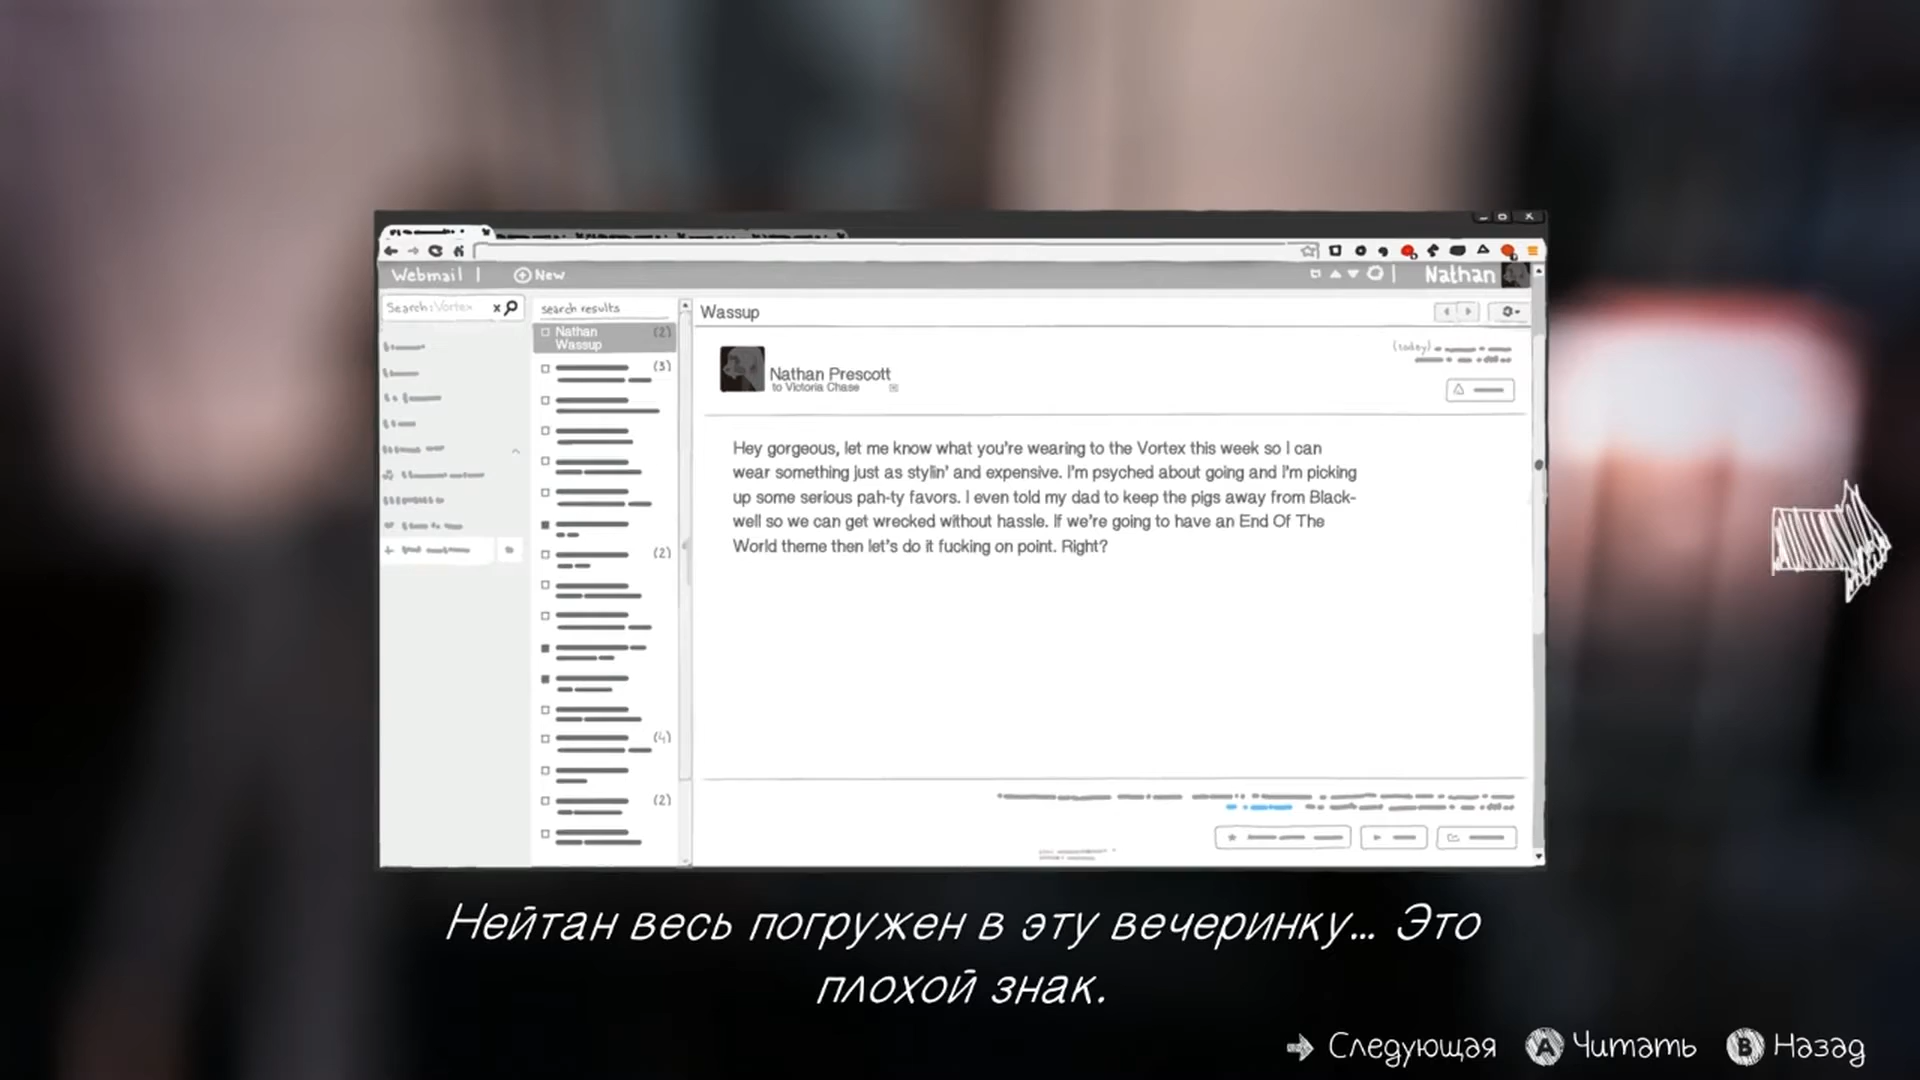 Webmail | New
Nathan
Search: Vortex x
search results
Nathan (2)
Wassup
(3)
(2)
(4)
(2)
Wassup
(today)
Nathan Prescott
to Victoria Chase
Hey gorgeous, let me know what you're wearing to the Vortex this week so I can
wear something just as stylin' and expensive. I'm psyched about going and I'm picking
up some serious pah-ty favors. I even told my dad to keep the pigs away from Black-
well so we can get wrecked without hassle. If we're going to have an End Of The
World theme then let's do it fucking on point. Right?
Нейтан весь погружен в эту вечеринку... Это
плохой знак.
Следующая A Читать B Назад